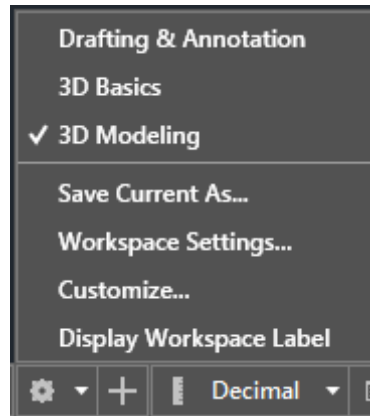 Drafting & Annotation
3D Basics
3D Modeling
Save Current As...
Workspace Settings...
Customize...
Display Workspace Label
Decimal